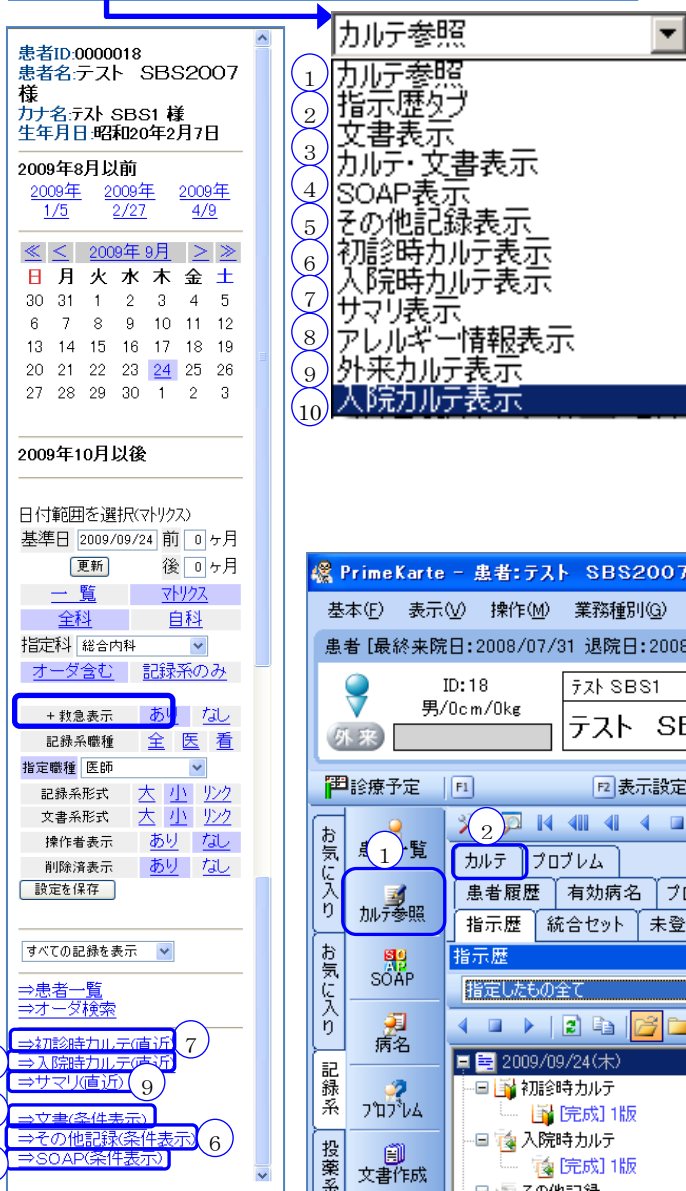 患者ID:0000018
患者名:テスト　SBS2007
様
カナ名:テスト SBS1 様
生年月日:昭和20年2月7日
2009年8月以前
2009年 2009年 2009年
1/5 2/27 4/9
≪ < 2009年 9月 > ≫
日 月 火 水 木 金 土
30 31 1 2 3 4 5
6 7 8 9 10 11 12
13 14 15 16 17 18 19
20 21 22 23 24 25 26
27 28 29 30 1 2 3
2009年10月以後
日付範囲を選択(マトリクス)
基準日 2009/09/24 前 0 ヶ月
更新 後 0 ヶ月
一 覧 マトリクス
全科 自科
指定科 総合内科
オーダ含む 記録系のみ
+救急表示 あり なし
記録系職種 全 医 看
指定職種 医師
記録系形式 大 小 リンク
文書系形式 大 小 リンク
操作者表示 あり なし
削除済表示 あり なし
設定を保存
すべての記録を表示
⇒患者一覧
⇒オーダ検索
⇒初診時カルテ(直近) 7
⇒入院時カルテ(直近)
⇒サマリ(直近) 9
⇒文書(条件表示)
⇒その他記録(条件表示) 6
⇒SOAP(条件表示)
カルテ参照
1 カルテ参照
2 指示歴タブ
3 文書表示
カルテ・文書表示
4 SOAP表示
5 その他記録表示
6 初診時カルテ表示
7 入院時カルテ表示
サマリ表示
8 アレルギー情報表示
9 外来カルテ表示
10 入院カルテ表示
PrimeKarte - 患者:テスト　SBS2007
基本(F) 表示(V) 操作(M) 業務種別(G)
患者 [最終来院日:2008/07/31 退院日:2008
ID:18
男/0cm/0kg
外 来
テスト SBS1
テスト
診療予定 F1 F2 表示設定
お気に入り
お気に入り
記録系
投薬系
1
カルテ参照
SOAP
病名
プロブレム
文書作成
2
カルテ プロブレム
患者履歴 有効病名
指示歴 統合セット
指示歴
指定したもの全て
2009/09/24(木)
初診時カルテ
[完成] 1版
入院時カルテ
[完成] 1版
その他記録